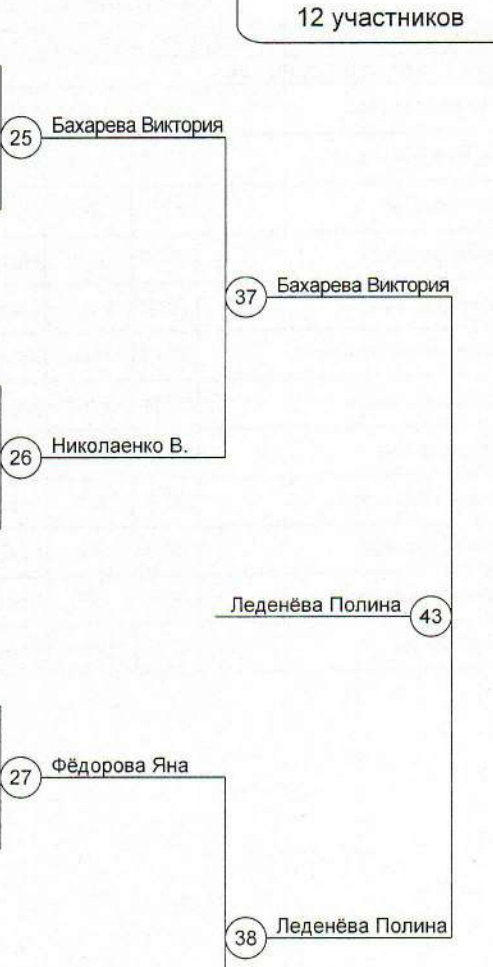 12 участников
25 Бахарева Виктория
37 Бахарева Виктория
26 Николаенко В.
Леденёва Полина 43
27 Фёдорова Яна
38 Леденёва Полина